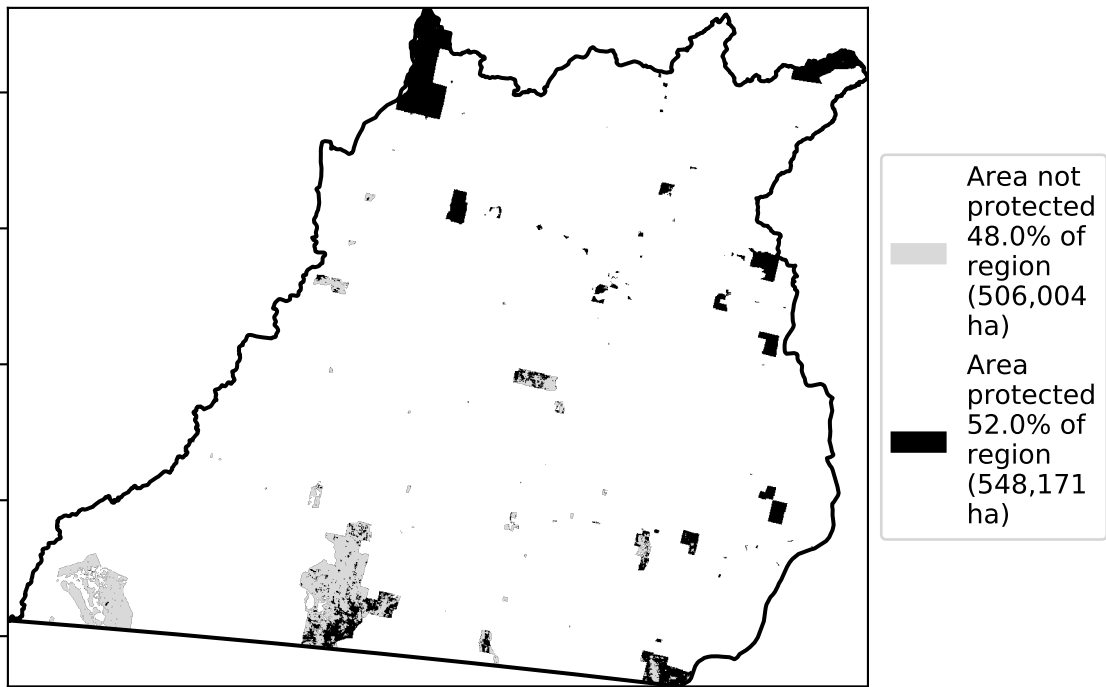 Area not
protected
48.0% of
region
(506,004
ha)
Area
protected
52.0% of
region
(548,171
ha)